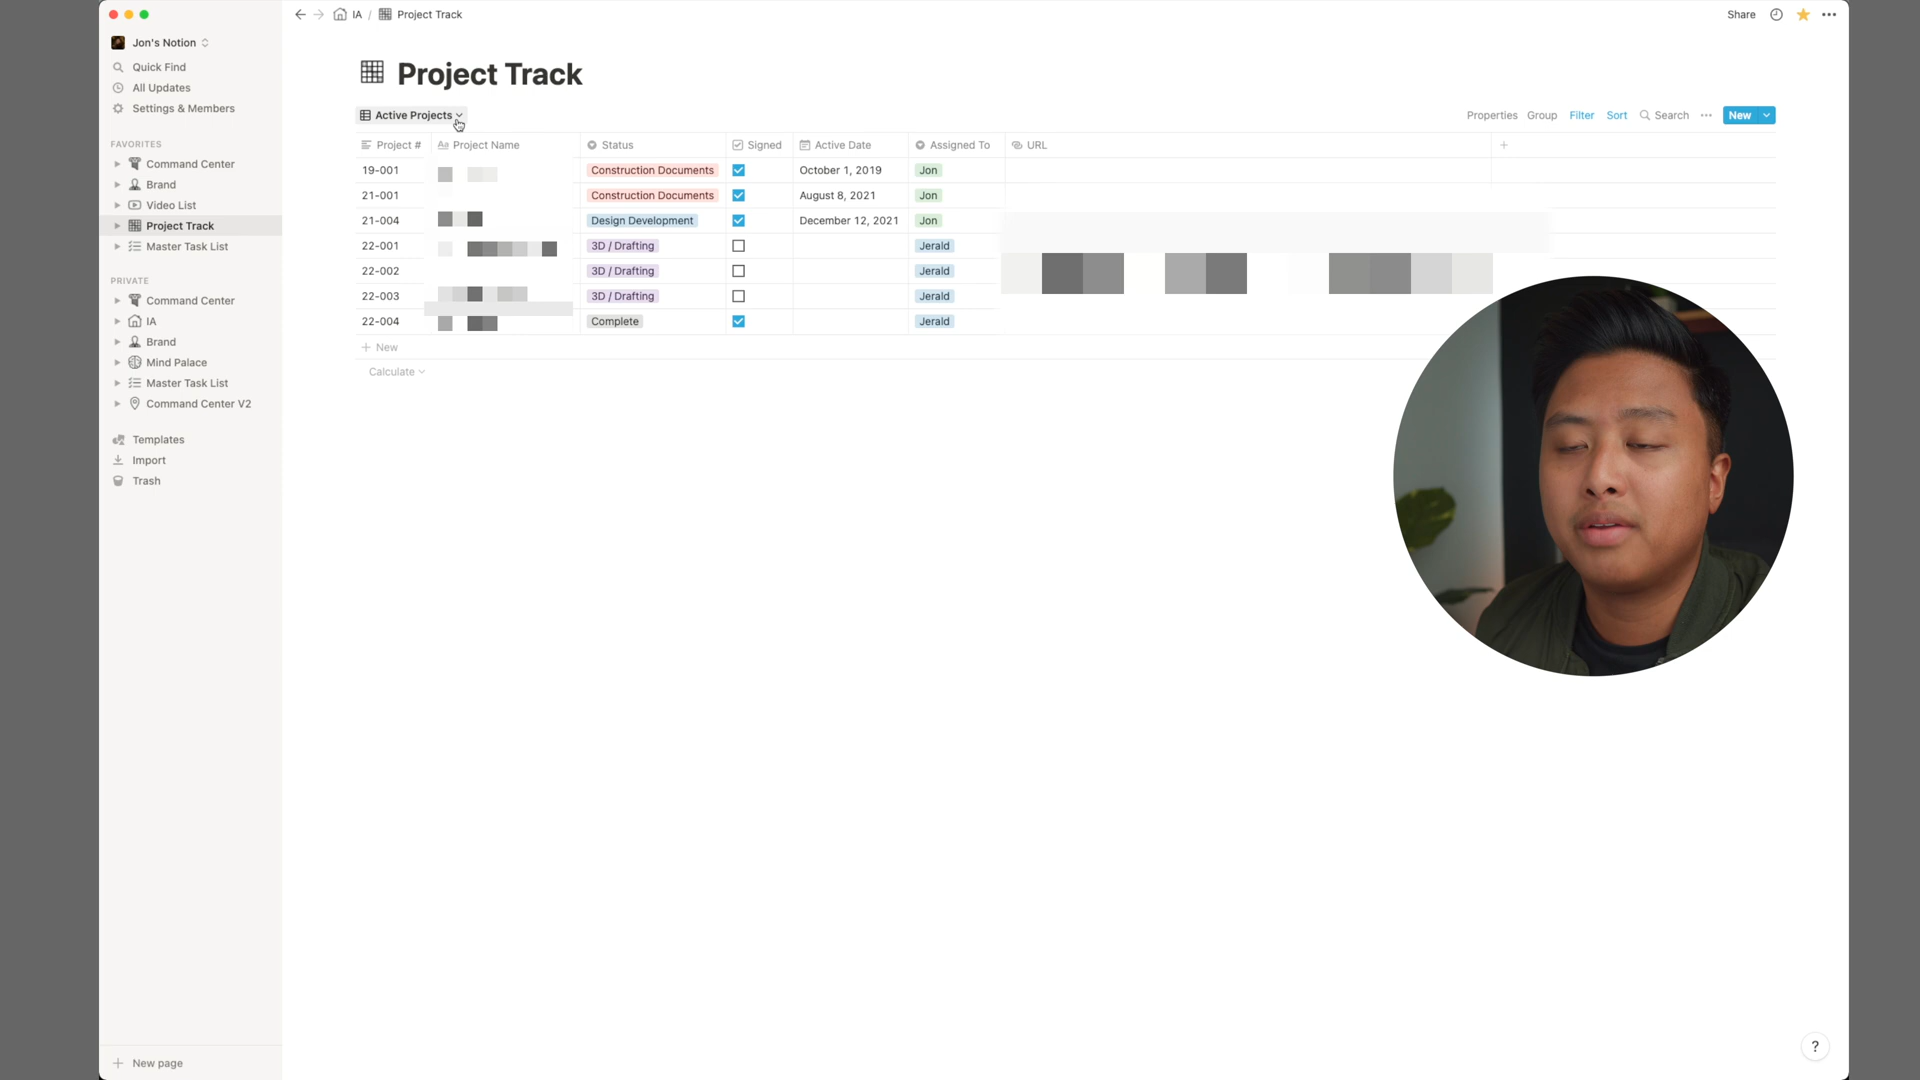 IA / Project Track
Share
Jon's Notion
Quick Find
All Updates
Settings & Members
FAVORITES
Command Center
Brand
Video List
Project Track
Master Task List
PRIVATE
Command Center
IA
Brand
Mind Palace
Master Task List
Command Center V2
Templates
Import
Trash
New page
Project Track
Active Projects
Properties Group Filter Sort Search New
Project # Aa Project Name Status Signed Active Date Assigned To URL
19-001 Construction Documents October 1, 2019 Jon
21-001 Construction Documents August 8, 2021 Jon
21-004 Design Development December 12, 2021 Jon
22-001 3D / Drafting Jerald
22-002 3D / Drafting Jerald
22-003 3D / Drafting Jerald
22-004 Complete Jerald
New
Calculate
?